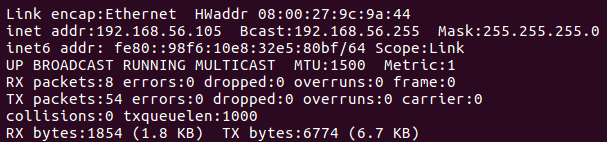 Link encap:Ethernet  HWaddr 08:00:27:9c:9a:44
inet addr:192.168.56.105  Bcast:192.168.56.255  Mask:255.255.255.0
inet6 addr: fe80::98f6:10e8:32e5:80bf/64 Scope:Link
UP BROADCAST RUNNING MULTICAST  MTU:1500  Metric:1
RX packets:8 errors:0 dropped:0 overruns:0 frame:0
TX packets:54 errors:0 dropped:0 overruns:0 carrier:0
collisions:0 txqueuelen:1000
RX bytes:1854 (1.8 KB)  TX bytes:6774 (6.7 KB)